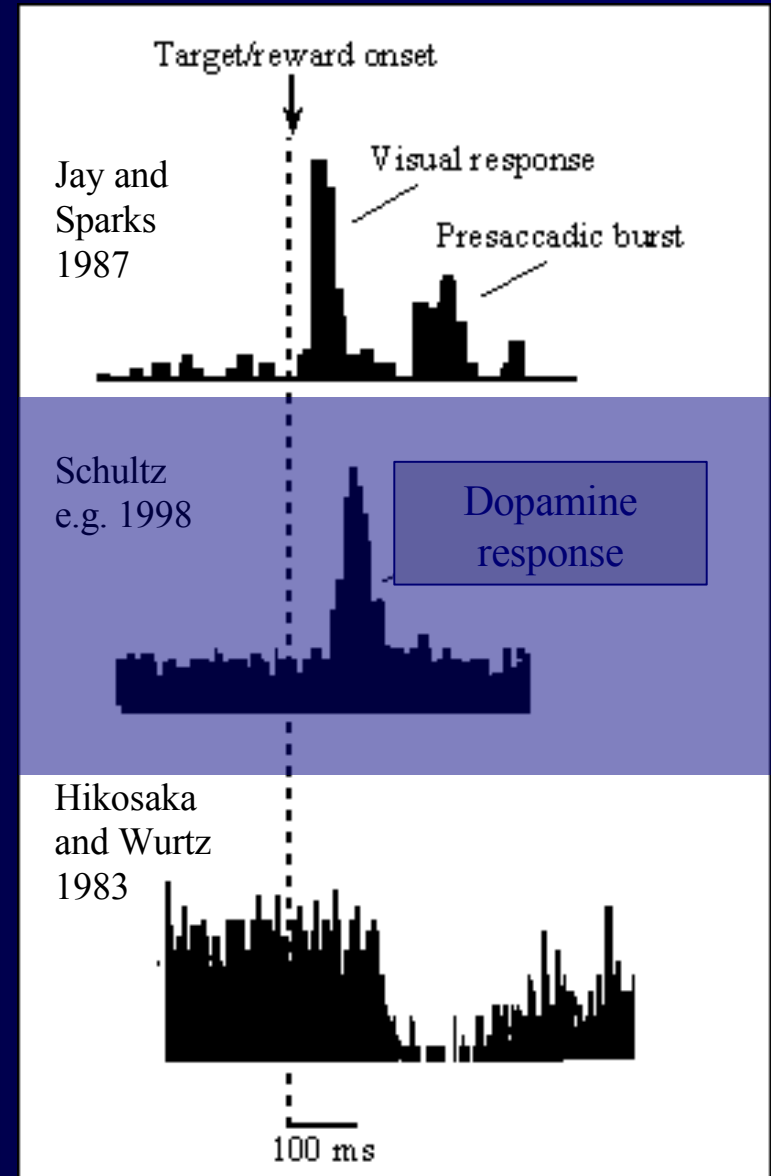 Target/reward onset
Jay and
Sparks
1987
Visual response
Presaccadic burst
Schultz
e.g. 1998
Dopamine
response
Hikosaka
and Wurtz
1983
100 ms